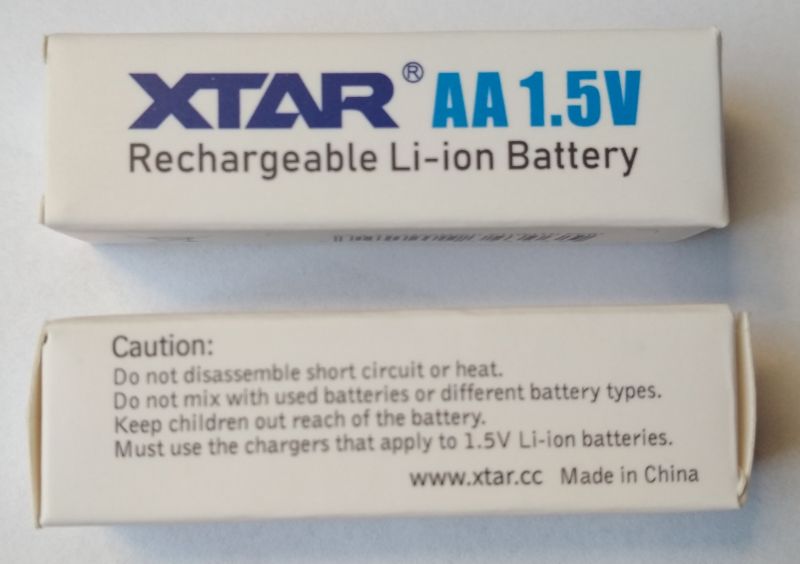 XTAR® AA 1.5V
Rechargeable Li-ion Battery
Caution:
Do not disassemble short circuit or heat.
Do not mix with used batteries or different battery types.
Keep children out reach of the battery.
Must use the chargers that apply to 1.5V Li-ion batteries.
www.xtar.cc Made in China